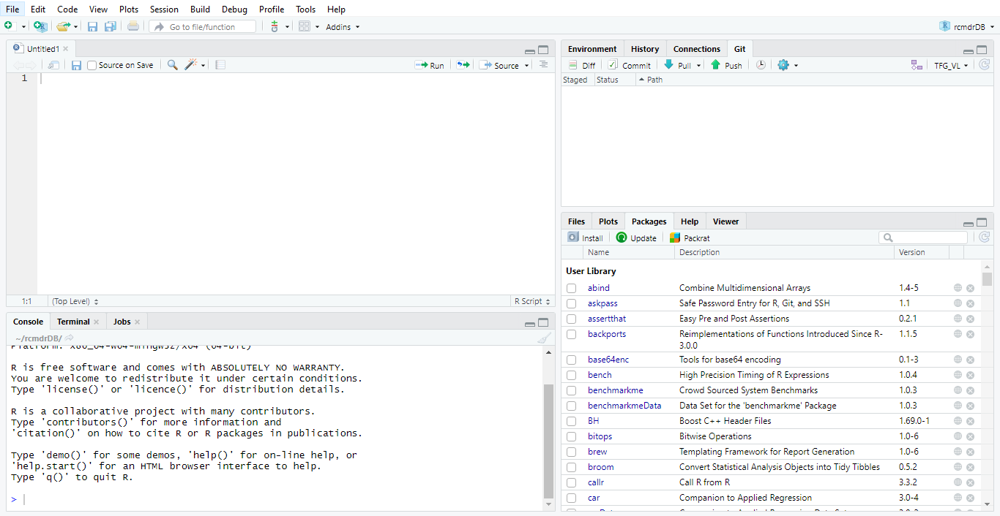 File Edit Code View Plots Session Build Debug Profile Tools Help
Go to file/function Addins rcmdrDB
Untitled1
Source on Save Run Source
1
1:1 (Top Level) R Script
Console Terminal Jobs
~/rcmdrDB/
Platform: x86_64-w64-mingw32/x64 (64-bit)
R is free software and comes with ABSOLUTELY NO WARRANTY.
You are welcome to redistribute it under certain conditions.
Type 'license()' or 'licence()' for distribution details.
R is a collaborative project with many contributors.
Type 'contributors()' for more information and
'citation()' on how to cite R or R packages in publications.
Type 'demo()' for some demos, 'help()' for on-line help, or
'help.start()' for an HTML browser interface to help.
Type 'q()' to quit R.
>
Environment History Connections Git
Diff Commit Pull Push TFG_VL
Staged Status Path
Files Plots Packages Help Viewer
Install Update Packrat
Name Description Version
User Library
abind Combine Multidimensional Arrays 1.4-5
askpass Safe Password Entry for R, Git, and SSH 1.1
assertthat Easy Pre and Post Assertions 0.2.1
backports Reimplementations of Functions Introduced Since R- 1.1.5
3.0.0
base64enc Tools for base64 encoding 0.1-3
bench High Precision Timing of R Expressions 1.0.4
benchmarkme Crowd Sourced System Benchmarks 1.0.3
benchmarkmeData Data Set for the 'benchmarkme' Package 1.0.3
BH Boost C++ Header Files 1.69.0-1
bitops Bitwise Operations 1.0-6
brew Templating Framework for Report Generation 1.0-6
broom Convert Statistical Analysis Objects into Tidy Tibbles 0.5.2
callr Call R from R 3.3.2
car Companion to Applied Regression 3.0-4